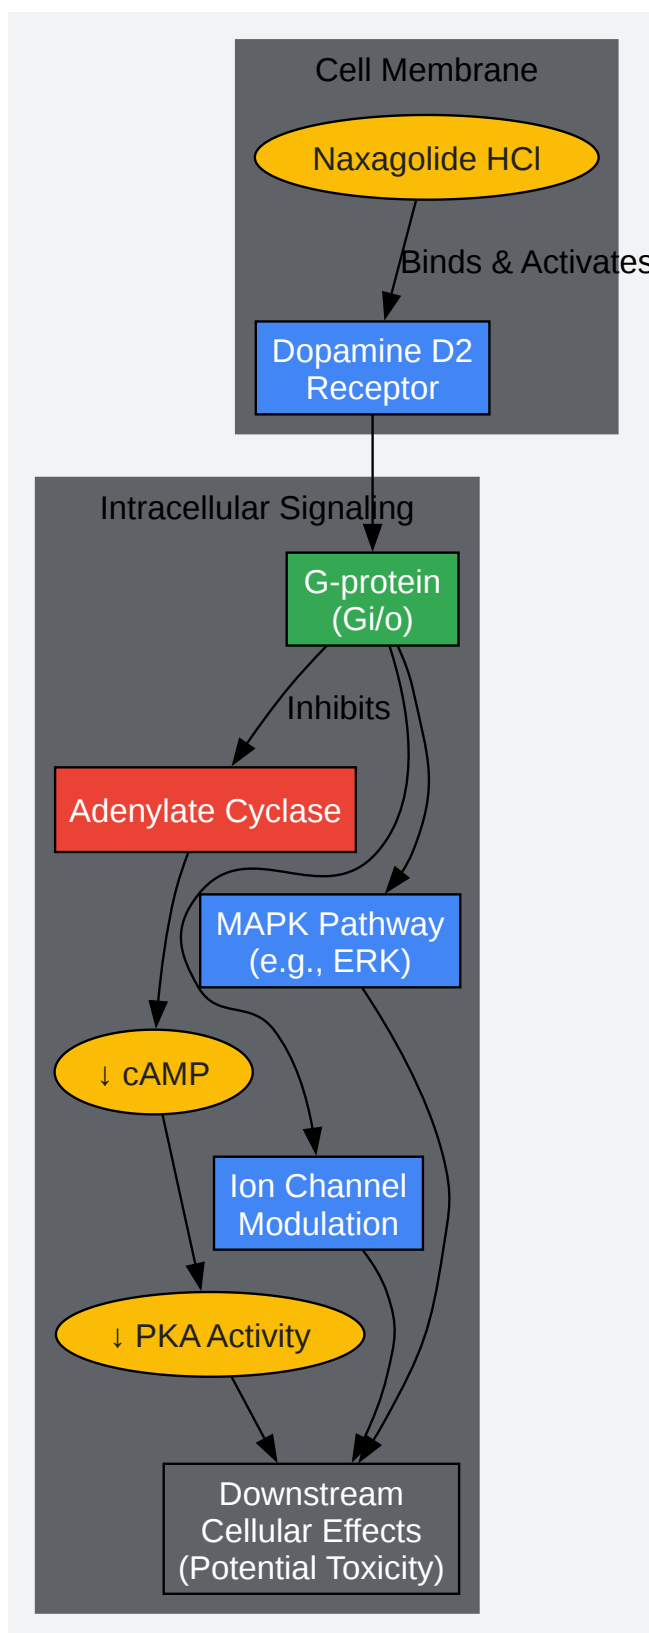 Cell Membrane
Naxagolide HCl
Binds & Activates
Dopamine D2
Receptor
Intracellular Signaling
G-protein
(Gi/o)
Inhibits
Adenylate Cyclase
MAPK Pathway
(e.g., ERK)
↓ cAMP
Ion Channel
Modulation
↓ PKA Activity
Downstream
Cellular Effects
(Potential Toxicity)